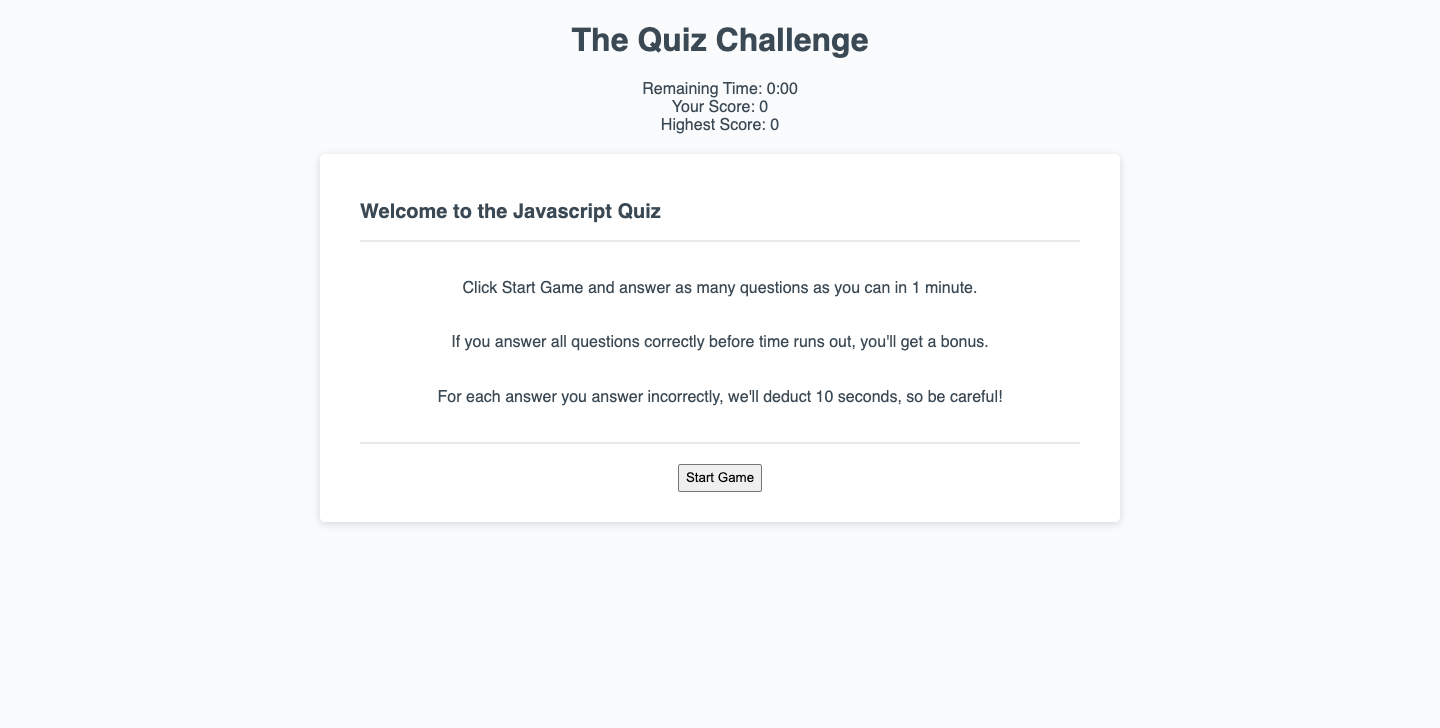 The Quiz Challenge
Remaining Time: 0:00
Your Score: 0
Highest Score: 0
Welcome to the Javascript Quiz
Click Start Game and answer as many questions as you can in 1 minute.
If you answer all questions correctly before time runs out, you'll get a bonus.
For each answer you answer incorrectly, we'll deduct 10 seconds, so be careful!
Start Game